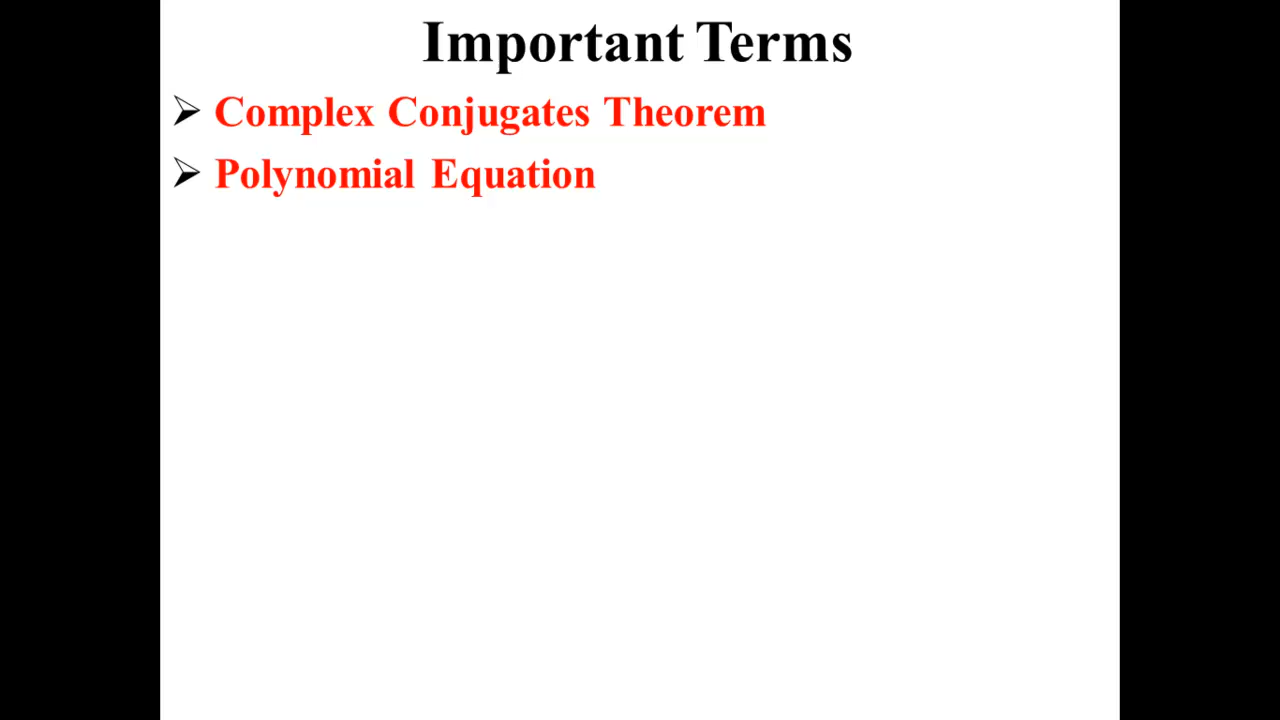 Important Terms
➢ Complex Conjugates Theorem
➢ Polynomial Equation